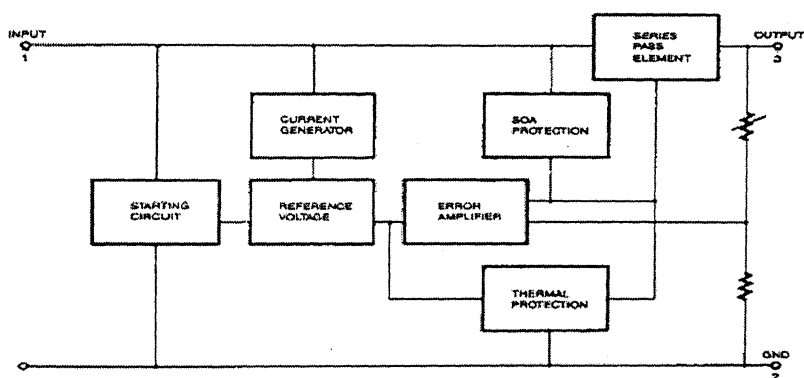 INPUT
1
SERIES
PASS
ELEMENT
OUTPUT
3
CURRENT
GENERATOR
SOA
PROTECTION
STARTING
CIRCUIT
REFERENCE
VOLTAGE
ERROR
AMPLIFIER
THERMAL
PROTECTION
GND
2